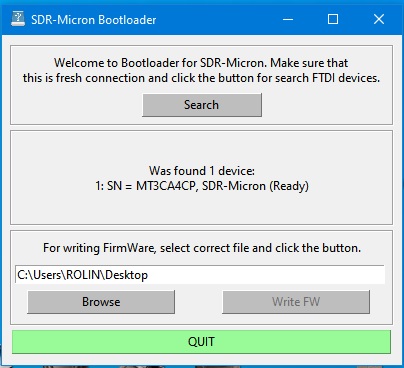 SDR-Micron Bootloader
Welcome to Bootloader for SDR-Micron. Make sure that
this is fresh connection and click the button for search FTDI devices.
Search
Was found 1 device:
1: SN = MT3CA4CP, SDR-Micron (Ready)
For writing FirmWare, select correct file and click the button.
C:\Users\ROLIN\Desktop
Browse
Write FW
QUIT